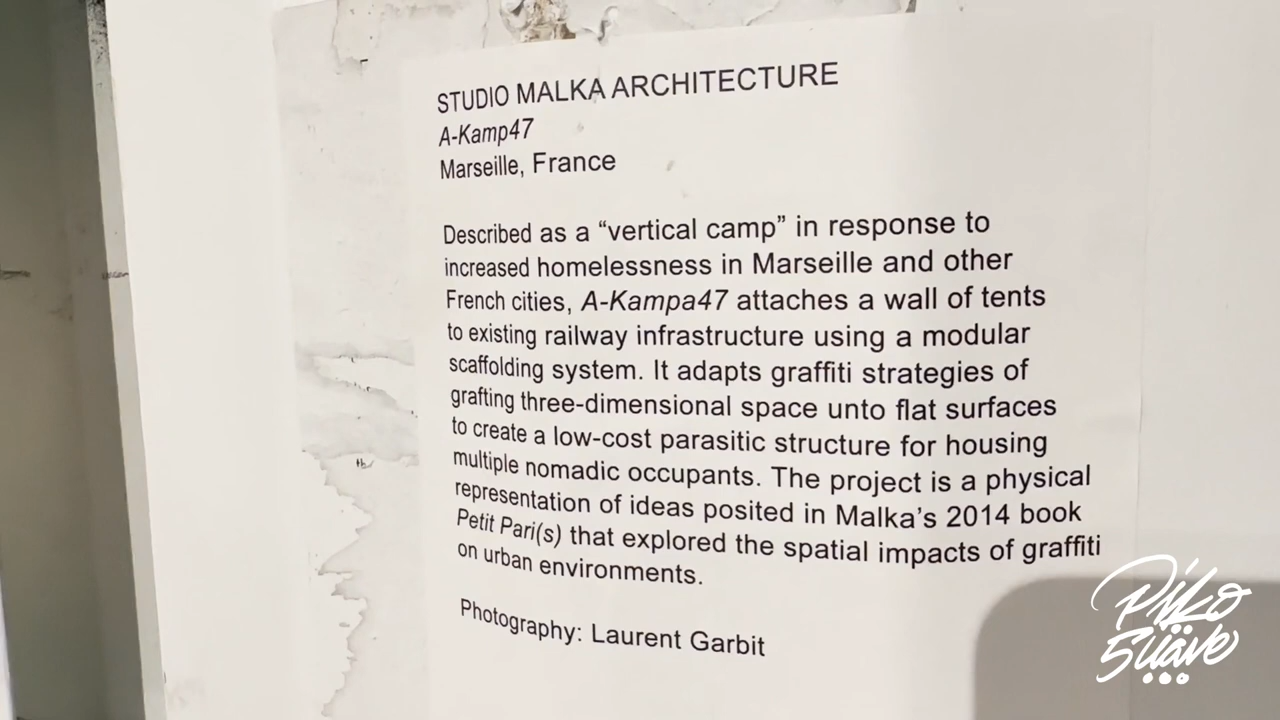 STUDIO MALKA ARCHITECTURE
A-Kamp47
Marseille, France
Described as a “vertical camp” in response to
increased homelessness in Marseille and other
French cities, A-Kampa47 attaches a wall of tents
to existing railway infrastructure using a modular
scaffolding system. It adapts graffiti strategies of
grafting three-dimensional space unto flat surfaces
to create a low-cost parasitic structure for housing
multiple nomadic occupants. The project is a physical
representation of ideas posited in Malka’s 2014 book
Petit Pari(s) that explored the spatial impacts of graffiti
on urban environments.
Photography: Laurent Garbit
Piko
Suave